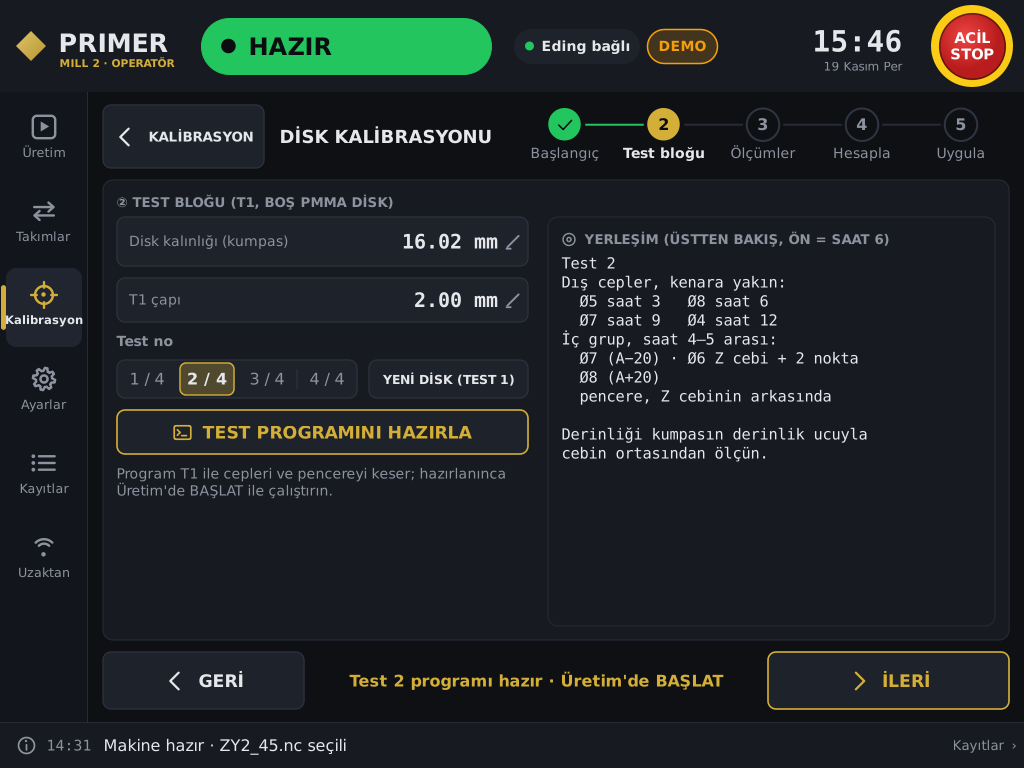 PRIMER
MILL 2 · OPERATÖR
HAZIR
Eding bağlı
DEMO
15:46
19 Kasım Per
ACİL
STOP
Üretim
Takımlar
Kalibrasyon
Ayarlar
Kayıtlar
Uzaktan
KALİBRASYON
DİSK KALİBRASYONU
Başlangıç
2
Test bloğu
3
Ölçümler
4
Hesapla
5
Uygula
② TEST BLOĞU (T1, BOŞ PMMA DİSK)
Disk kalınlığı (kumpas) 16.02 mm
T1 çapı 2.00 mm
Test no
1 / 4 2 / 4 3 / 4 4 / 4
YENİ DİSK (TEST 1)
TEST PROGRAMINI HAZIRLA
Program T1 ile cepleri ve pencereyi keser; hazırlanınca
Üretim'de BAŞLAT ile çalıştırın.
YERLEŞİM (ÜSTTEN BAKIŞ, ÖN = SAAT 6)
Test 2
Dış cepler, kenara yakın:
Ø5 saat 3 Ø8 saat 6
Ø7 saat 9 Ø4 saat 12
İç grup, saat 4–5 arası:
Ø7 (A−20) · Ø6 Z cebi + 2 nokta
Ø8 (A+20)
pencere, Z cebinin arkasında
Derinliği kumpasın derinlik ucuyla
cebin ortasından ölçün.
GERİ
Test 2 programı hazır · Üretim'de BAŞLAT
İLERİ
14:31 Makine hazır · ZY2_45.nc seçili
Kayıtlar ›